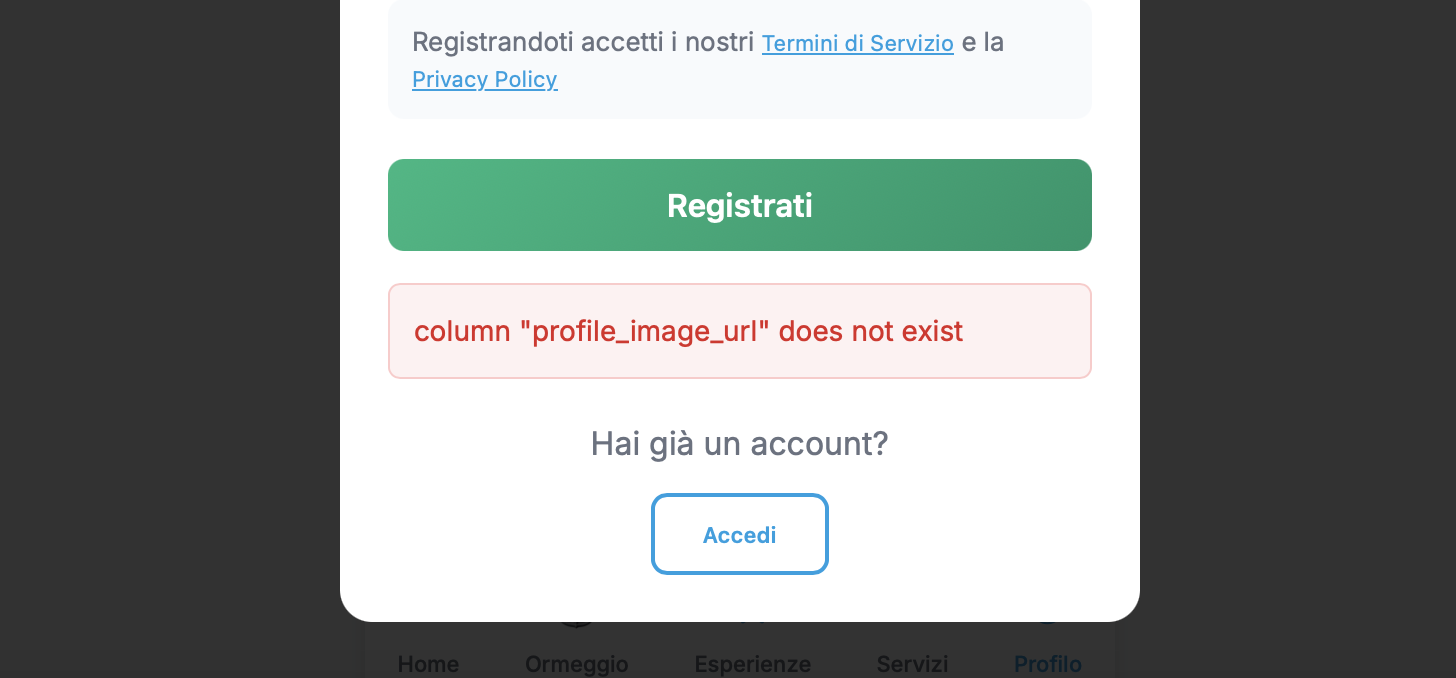 Registrandoti accetti i nostri Termini di Servizio e la
Privacy Policy
Registrati
column "profile_image_url" does not exist
Hai già un account?
Accedi
Home Ormeggio Esperienze Servizi Profilo